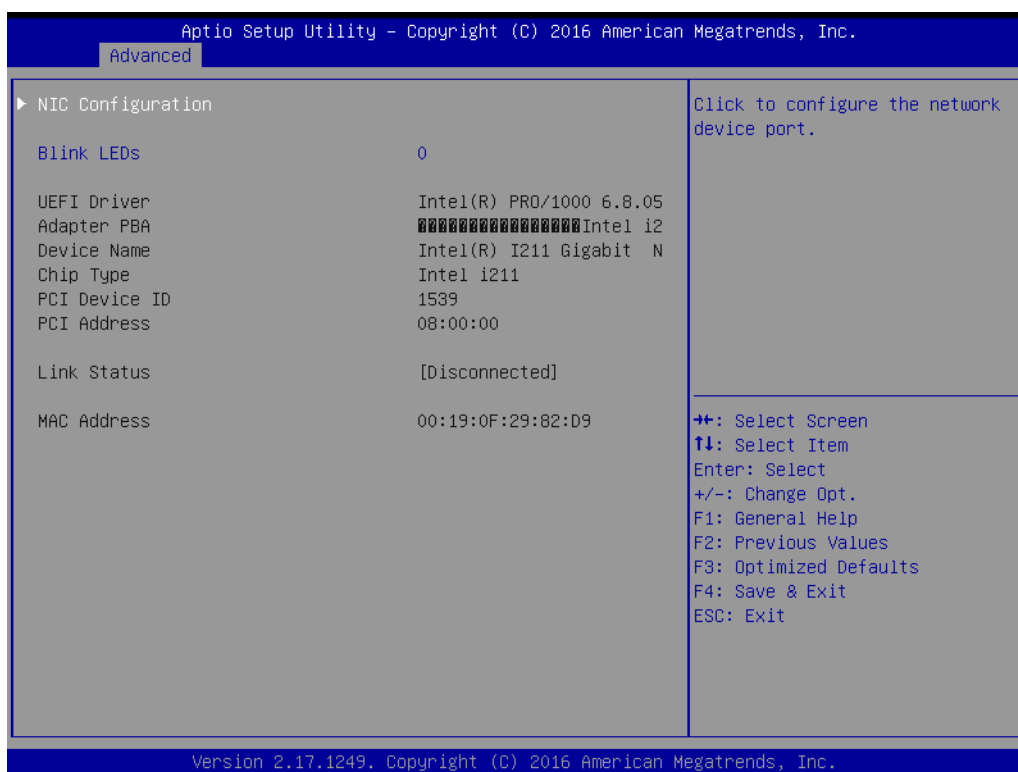 Aptio Setup Utility – Copyright (C) 2016 American Megatrends, Inc.
Advanced
NIC Configuration
Blink LEDs 0
UEFI Driver Intel(R) PRO/1000 6.8.05
Adapter PBA Intel i2
Device Name Intel(R) I211 Gigabit N
Chip Type Intel i211
PCI Device ID 1539
PCI Address 08:00:00
Link Status [Disconnected]
MAC Address 00:19:0F:29:82:D9
Click to configure the network
device port.
→←: Select Screen
↑↓: Select Item
Enter: Select
+/-: Change Opt.
F1: General Help
F2: Previous Values
F3: Optimized Defaults
F4: Save & Exit
ESC: Exit
Version 2.17.1249. Copyright (C) 2016 American Megatrends, Inc.